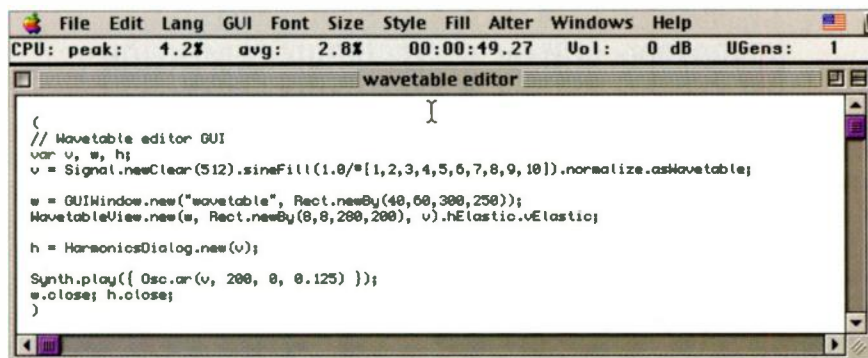 File Edit Lang GUI Font Size Style Fill Alter Windows Help
CPU: peak: 4.2% avg: 2.8% 00:00:49.27 Vol: 0 dB UGens: 1
wavetable editor
(
// Wavetable editor GUI
var v, w, h;
v = Signal.newClear(512).sineFill(1.0/#[1,2,3,4,5,6,7,8,9,10]).normalize.asWavetable;
w = GUIWindow.new("wavetable", Rect.newBy(40,60,300,250));
WavetableView.new(w, Rect.newBy(8,8,280,200), v).hElastic.vElastic;
h = HarmonicsDialog.new(v);
Synth.play({ Osc.ar(v, 200, 0, 0.125) });
w.close; h.close;
)